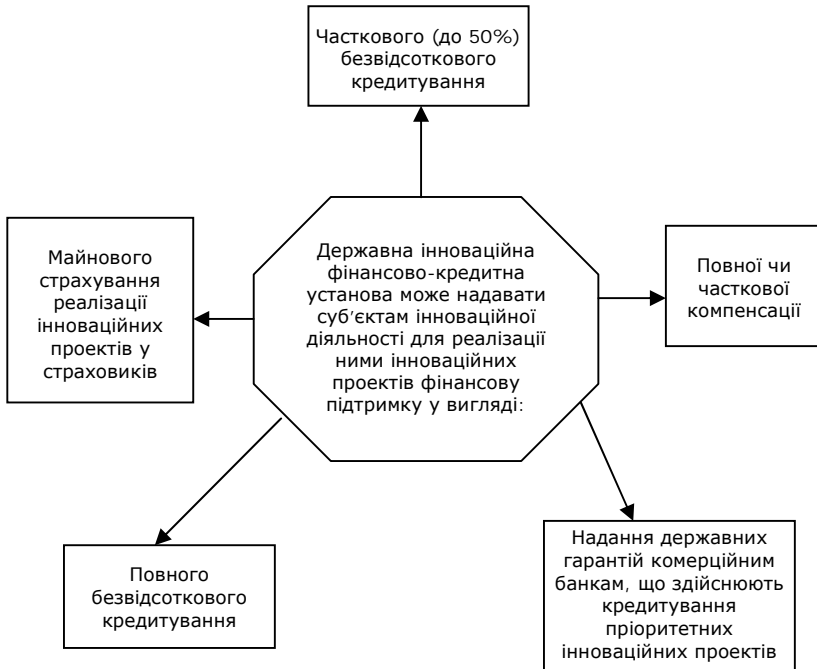 Часткового (до 50%)
безвідсоткового
кредитування
Майнового
страхування
реалізації
інноваційних
проектів у
страховиків
Державна інноваційна
фінансово-кредитна
установа може надавати
суб’єктам інноваційної
діяльності для реалізації
ними інноваційних
проектів фінансову
підтримку у вигляді:
Повної чи
часткової
компенсації
Повного
безвідсоткового
кредитування
Надання державних
гарантій комерційним
банкам, що здійснюють
кредитування
пріоритетних
інноваційних проектів